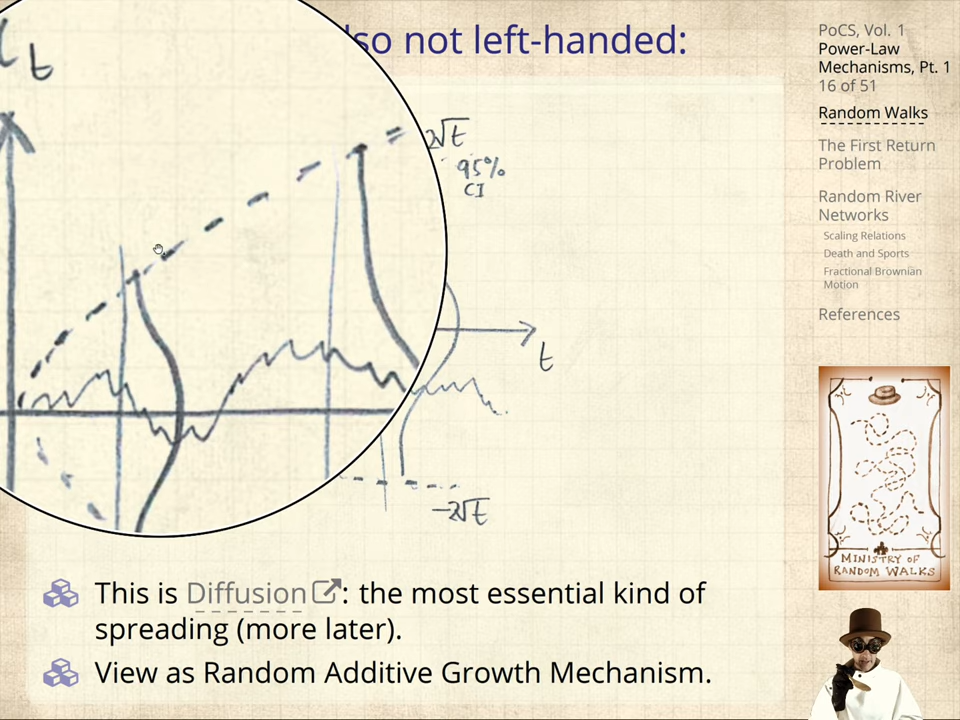 so not left-handed:
t
2√t
95%
CI
t
-2√t
This is Diffusion: the most essential kind of
spreading (more later).
View as Random Additive Growth Mechanism.
PoCS, Vol. 1
Power-Law
Mechanisms, Pt. 1
16 of 51
Random Walks
The First Return
Problem
Random River
Networks
Scaling Relations
Death and Sports
Fractional Brownian
Motion
References
MINISTRY OF
RANDOM WALKS